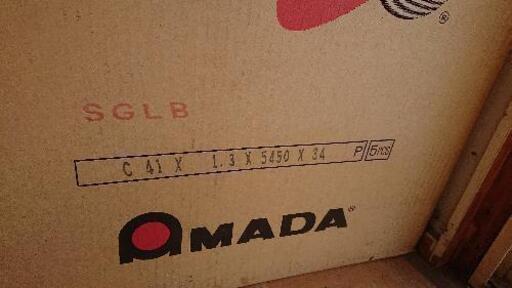 ®
SGLB
C 41 X 1.3 X 5450 X 34 P 5PCS
AMADA®